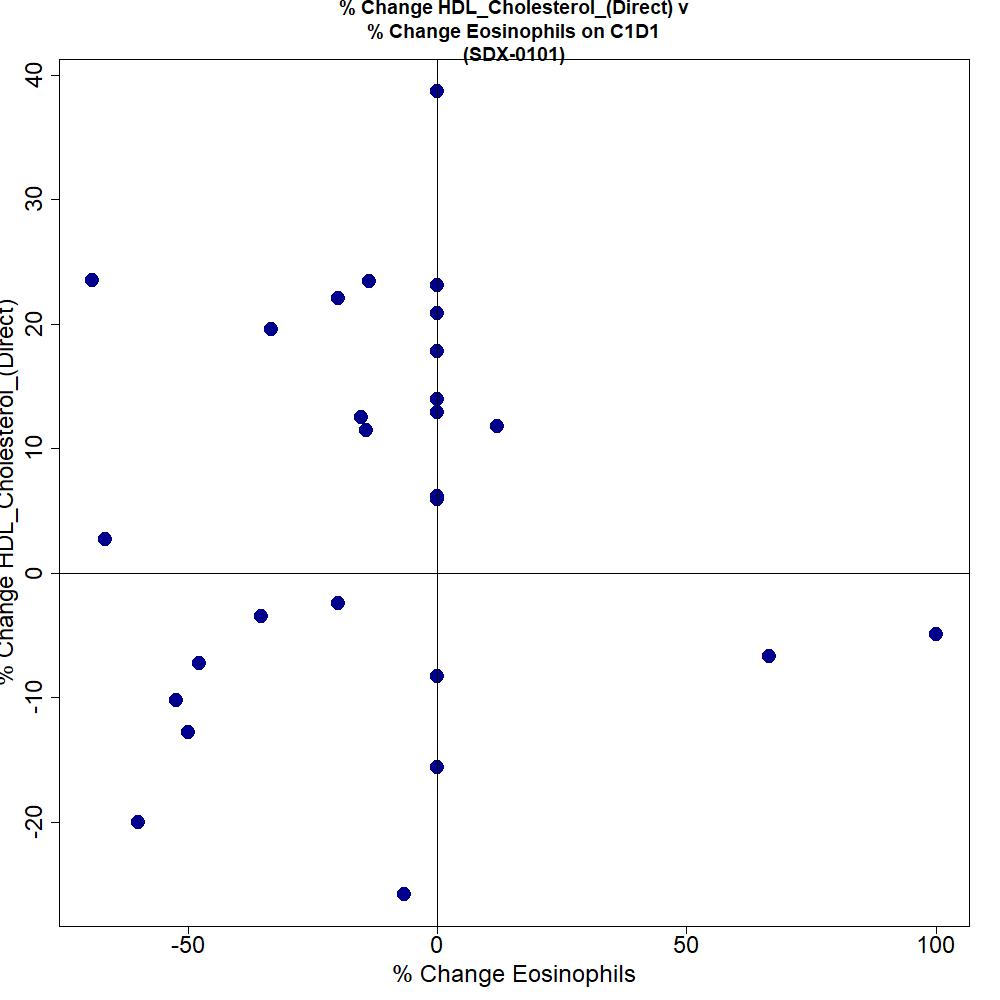 % Change HDL_Cholesterol_(Direct) v
% Change Eosinophils on C1D1
(SDX-0101)
% Change HDL_Cholesterol_(Direct)
40
30
20
10
0
-10
-20
-50
0
50
100
% Change Eosinophils